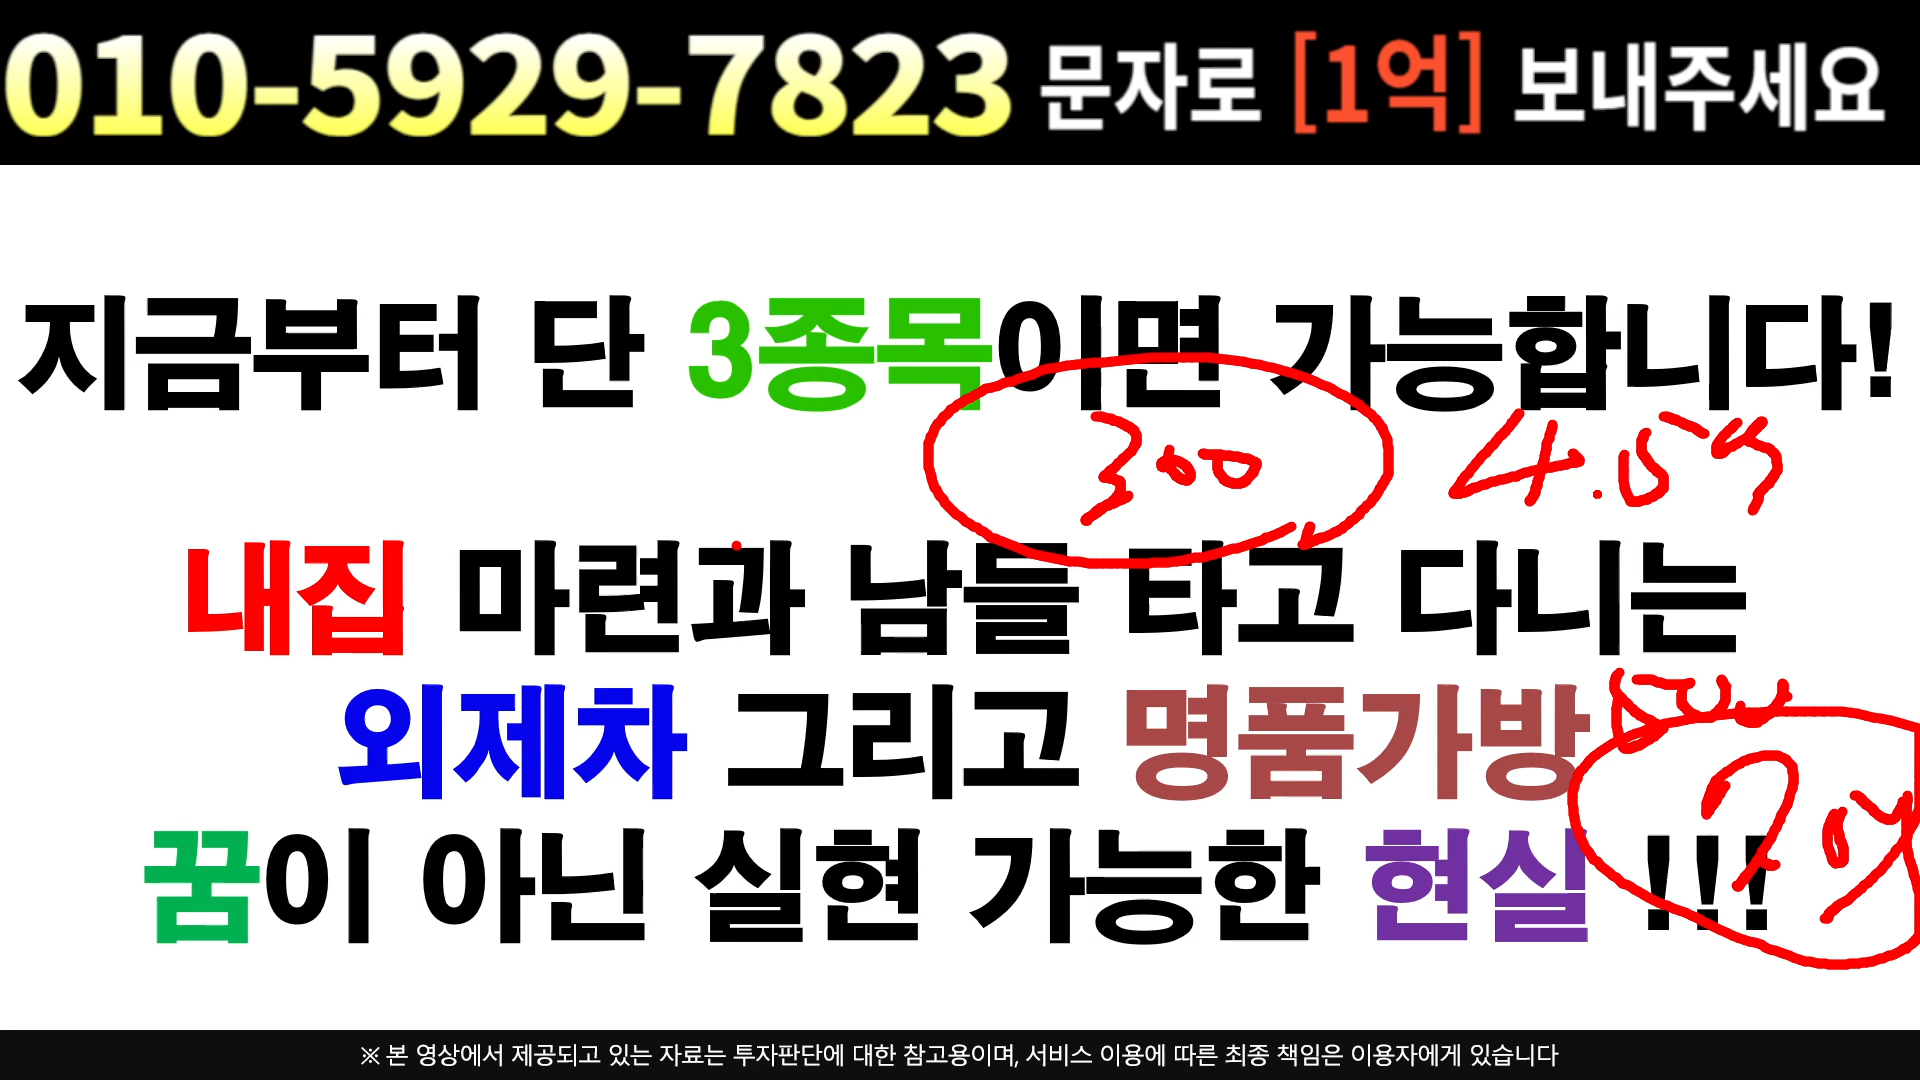 010-5929-7823 문자로 [1억] 보내주세요
지금부터 단 3종목이면 가능합니다!
300
4.5억
내집 마련과 남들 타고 다니는
외제차 그리고 명품가방
500
7억
꿈이 아닌 실현 가능한 현실 !!!
※ 본 영상에서 제공되고 있는 자료는 투자판단에 대한 참고용이며, 서비스 이용에 따른 최종 책임은 이용자에게 있습니다